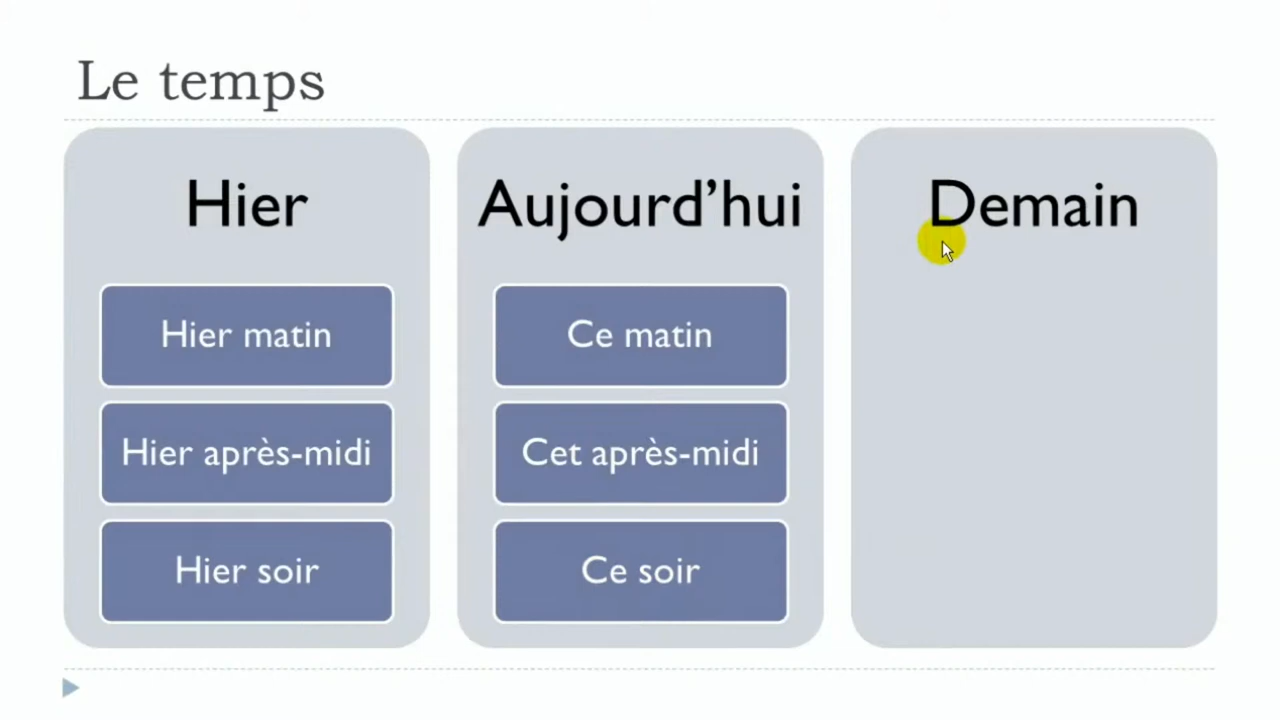 Le temps
Hier
Hier matin
Hier après-midi
Hier soir
Aujourd’hui
Ce matin
Cet après-midi
Ce soir
Demain